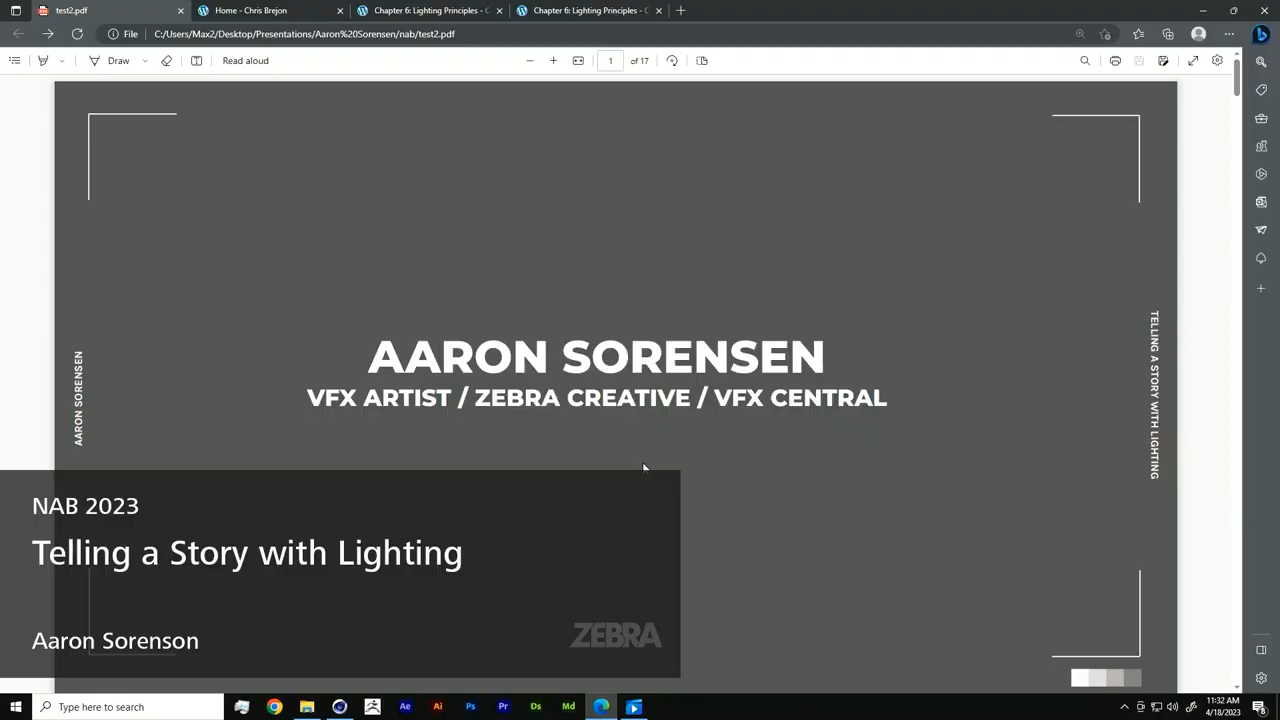 test2.pdf
Home - Chris Brejon
Chapter 6: Lighting Principles - C
Chapter 6: Lighting Principles - C
File
C:/Users/Max2/Desktop/Presentations/Aaron%20Sorensen/nab/test2.pdf
Draw
Read aloud
1 of 17
AARON SORENSEN
VFX ARTIST / ZEBRA CREATIVE / VFX CENTRAL
AARON SORENSEN
TELLING A STORY WITH LIGHTING
NAB 2023
Telling a Story with Lighting
Aaron Sorenson
ZEBRA
Type here to search
Ae
Ai
Ps
Pr
Ds
Md
11:32 AM
4/18/2023
8